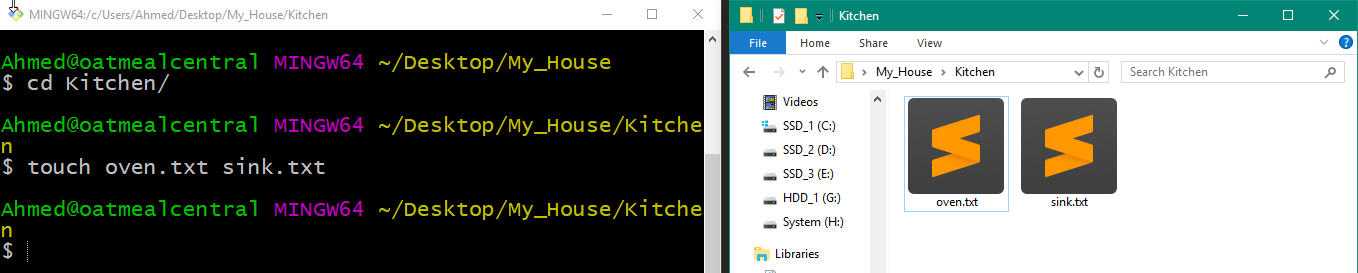 MINGW64:/c/Users/Ahmed/Desktop/My_House/Kitchen
Ahmed@oatmealcentral MINGW64 ~/Desktop/My_House
$ cd Kitchen/
Ahmed@oatmealcentral MINGW64 ~/Desktop/My_House/Kitche
n
$ touch oven.txt sink.txt
Ahmed@oatmealcentral MINGW64 ~/Desktop/My_House/Kitche
n
$
Kitchen
File Home Share View
My_House Kitchen
Search Kitchen
Videos
SSD_1 (C:)
SSD_2 (D:)
SSD_3 (E:)
HDD_1 (G:)
System (H:)
Libraries
oven.txt sink.txt